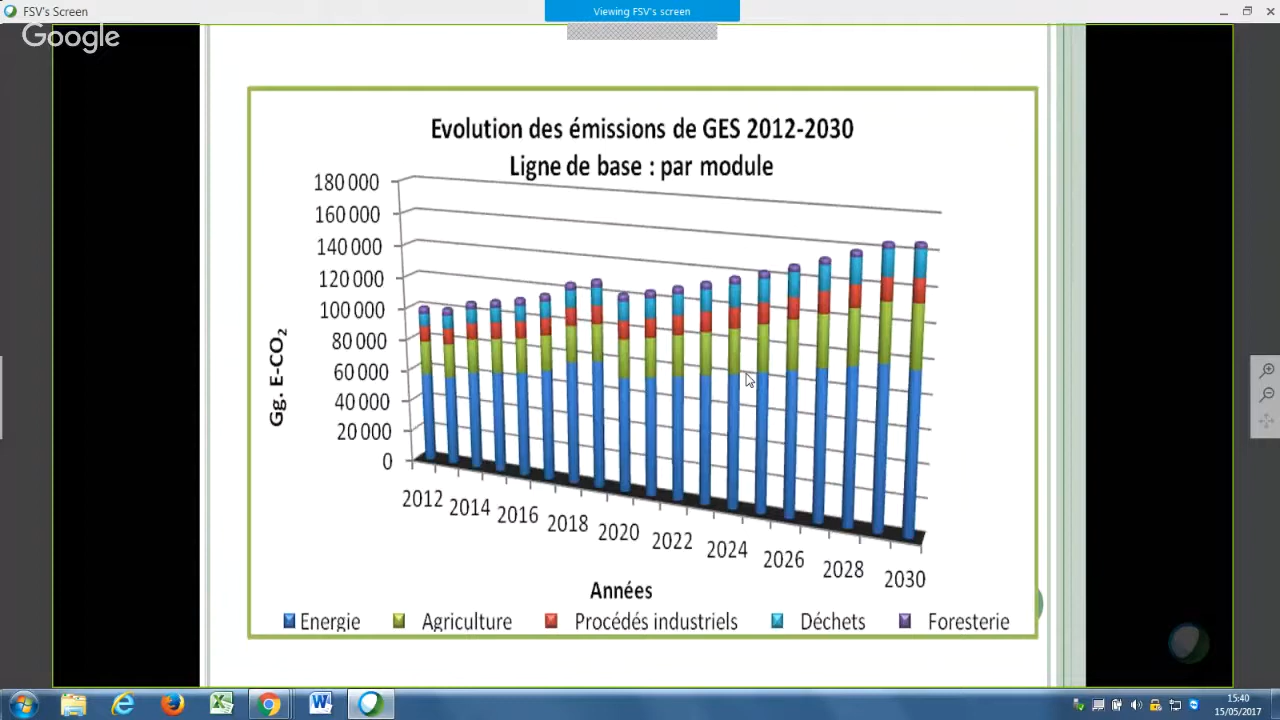 FSV's Screen
Viewing FSV's screen
Google
Evolution des émissions de GES 2012-2030
Ligne de base : par module
180 000
160 000
140 000
120 000
100 000
80 000
60 000
40 000
20 000
0
Gg. E-CO₂
2012 2014 2016 2018 2020 2022 2024 2026 2028 2030
Années
Energie Agriculture Procédés industriels Déchets Foresterie
15:40
15/05/2017